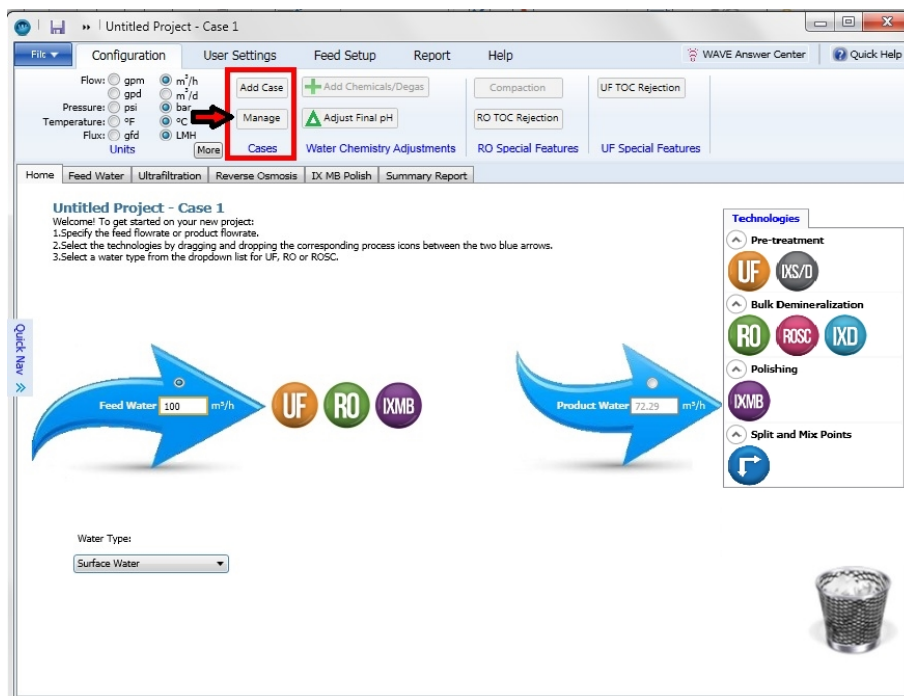 Untitled Project - Case 1
File Configuration User Settings Feed Setup Report Help WAVE Answer Center Quick Help
Flow: gpm m³/h
gpd m³/d
Pressure: psi bar
Temperature: ºF ºC
Flux: gfd LMH
Units More
Add Case
Manage
Cases
Add Chemicals/Degas
Adjust Final pH
Water Chemistry Adjustments
Compaction
RO TOC Rejection
RO Special Features
UF TOC Rejection
UF Special Features
Home Feed Water Ultrafiltration Reverse Osmosis IX MB Polish Summary Report
Untitled Project - Case 1
Welcome! To get started on your new project:
1.Specify the feed flowrate or product flowrate.
2.Select the technologies by dragging and dropping the corresponding process icons between the two blue arrows.
3.Select a water type from the dropdown list for UF, RO or ROSC.
Quick Nav
Feed Water 100 m³/h
UF RO IXMB
Product Water 72.29 m³/h
Technologies
Pre-treatment
UF IXS/D
Bulk Demineralization
RO ROSC IXD
Polishing
IXMB
Split and Mix Points
Water Type:
Surface Water